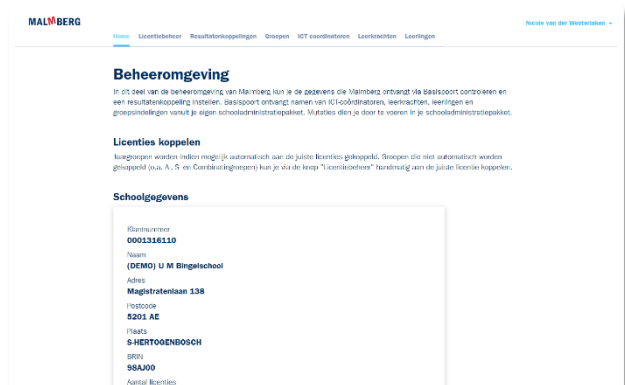 MALMBERG
Nicole van der Westerlaken
Home Licentiebeheer Resultatenkoppelingen Groepen ICT coordinatoren Leerkrachten Leerlingen
Beheeromgeving
In dit deel van de beheeromgeving van Malmberg kun je de gegevens die Malmberg ontvangt via Basispoort controleren en
een resultatenkoppeling instellen. Basispoort ontvangt namen van ICT-coördinatoren, leerkrachten, leerlingen en
groepsindelingen vanuit je eigen schooladministratiepakket. Mutaties dien je door te voeren in je schooladministratiepakket.
Licenties koppelen
Jaargroepen worden indien mogelijk automatisch aan de juiste licenties gekoppeld. Groepen die niet automatisch worden
gekoppeld (o.a. A-, S- en Combinatiegroepen) kun je via de knop "Licentiebeheer" handmatig aan de juiste licentie koppelen.
Schoolgegevens
Klantnummer
0001316110
Naam
(DEMO) U M Bingelschool
Adres
Magistratenlaan 138
Postcode
5201 AE
Plaats
S-HERTOGENBOSCH
BRIN
98AJ00
Aantal licenties